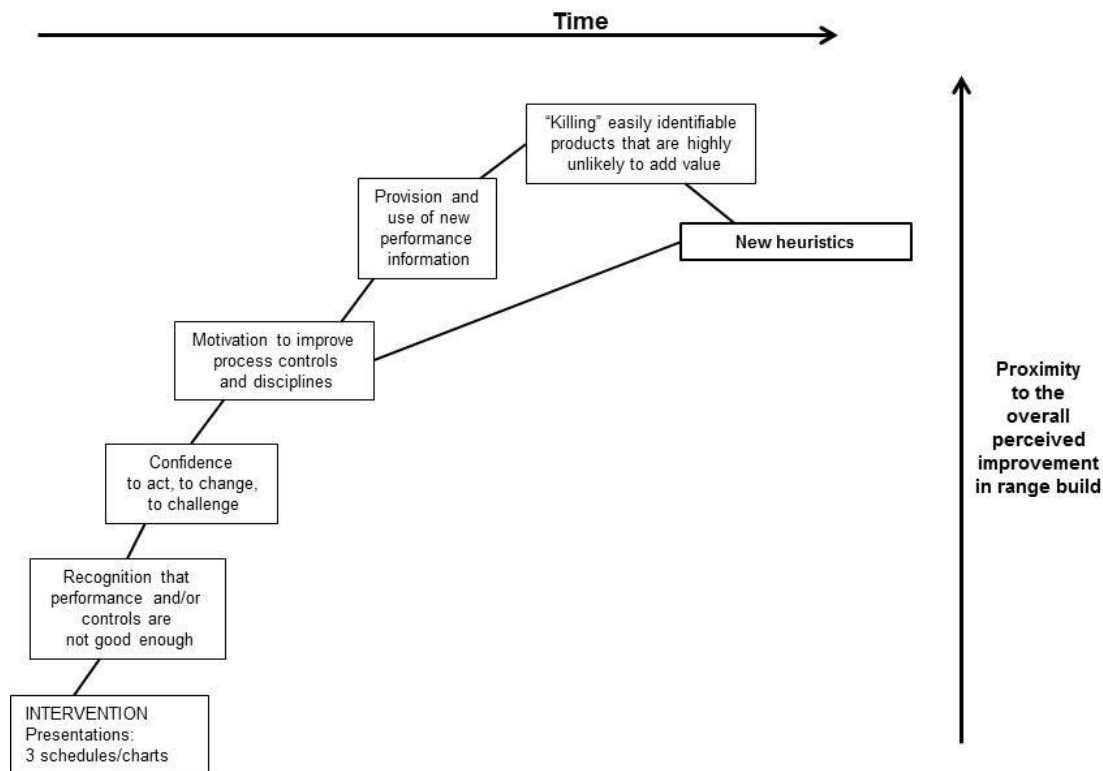 Time
“Killing” easily identifiable
products that are highly
unlikely to add value
Provision and
use of new
performance
information
New heuristics
Motivation to improve
process controls
and disciplines
Proximity
to the
overall
perceived
improvement
in range build
Confidence
to act, to change,
to challenge
Recognition that
performance and/or
controls are
not good enough
INTERVENTION
Presentations:
3 schedules/charts